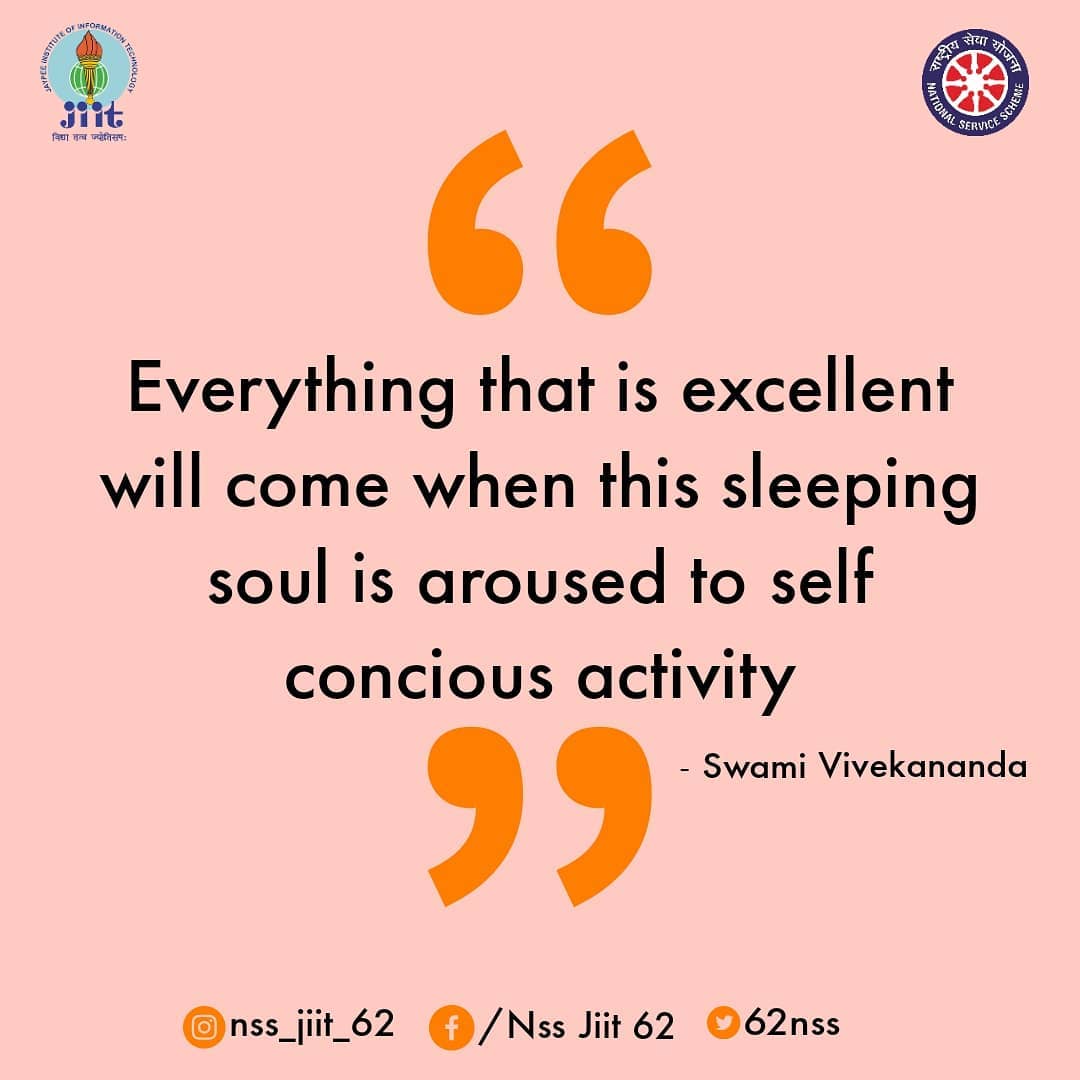 JAYPEE INSTITUTE OF INFORMATION TECHNOLOGY
jiit
विद्या तत्व ज्योतिसमः
राष्ट्रीय सेवा योजना
NATIONAL SERVICE SCHEME
“
Everything that is excellent
will come when this sleeping
soul is aroused to self
concious activity
”
- Swami Vivekananda
nss_jiit_62 /Nss Jiit 62 62nss